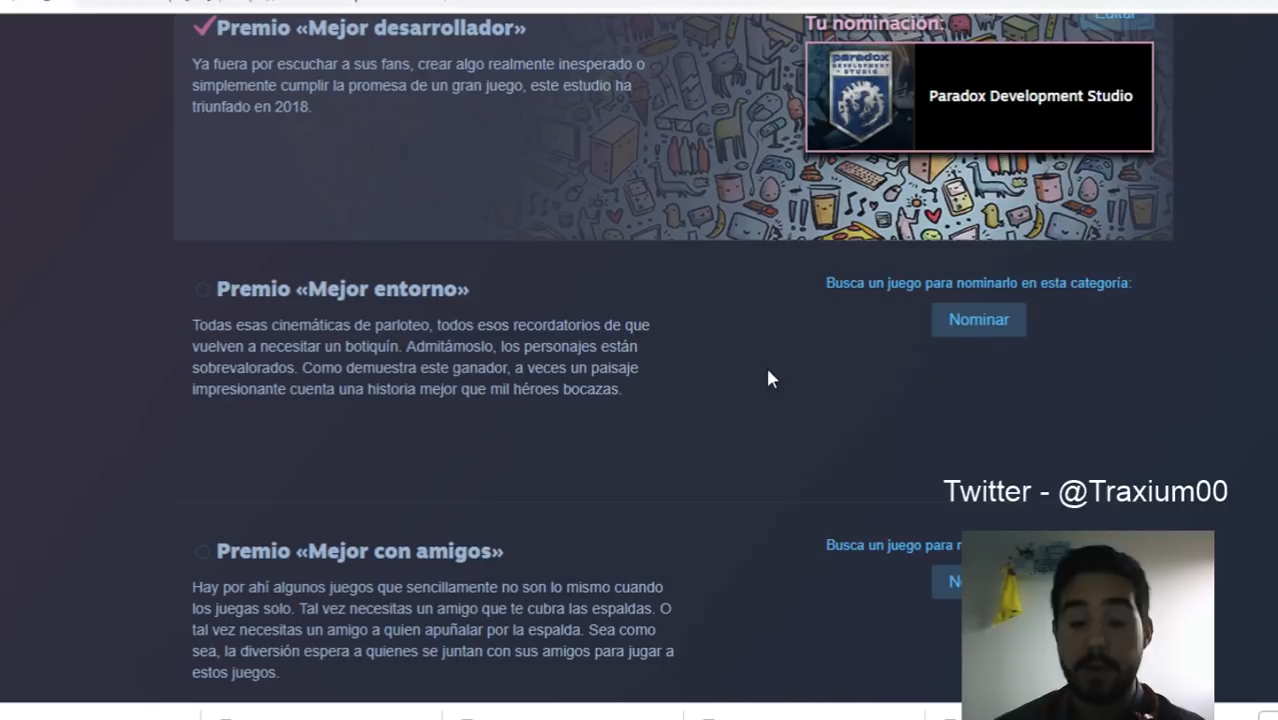 Premio «Mejor desarrollador»
Tu nominación:
Editar
Ya fuera por escuchar a sus fans, crear algo realmente inesperado o
simplemente cumplir la promesa de un gran juego, este estudio ha
triunfado en 2018.
paradox
DEVELOPMENT
STUDIO
Paradox Development Studio
Premio «Mejor entorno»
Busca un juego para nominarlo en esta categoría:
Nominar
Todas esas cinemáticas de parloteo, todos esos recordatorios de que
vuelven a necesitar un botiquín. Admitámoslo, los personajes están
sobrevalorados. Como demuestra este ganador, a veces un paisaje
impresionante cuenta una historia mejor que mil héroes bocazas.
Twitter - @Traxium00
Premio «Mejor con amigos»
Busca un juego para
Hay por ahí algunos juegos que sencillamente no son lo mismo cuando
los juegas solo. Tal vez necesitas un amigo que te cubra las espaldas. O
tal vez necesitas un amigo a quien apuñalar por la espalda. Sea como
sea, la diversión espera a quienes se juntan con sus amigos para jugar a
estos juegos.